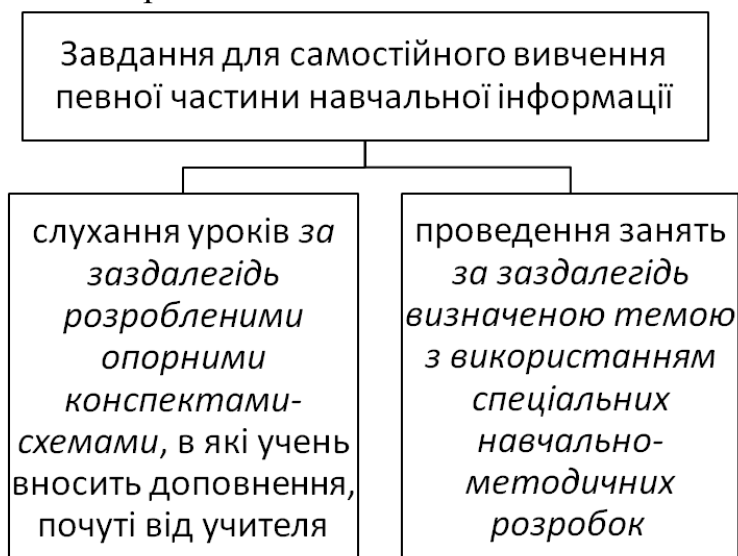 Завдання для самостійного вивчення
певної частини навчальної інформації
слухання уроків за
заздалегідь
розробленими
опорними
конспектами-
схемами, в які учень
вносить доповнення,
почуті від учителя
проведення занять
за заздалегідь
визначеною темою
з використанням
спеціальних
навчально-
методичних
розробок